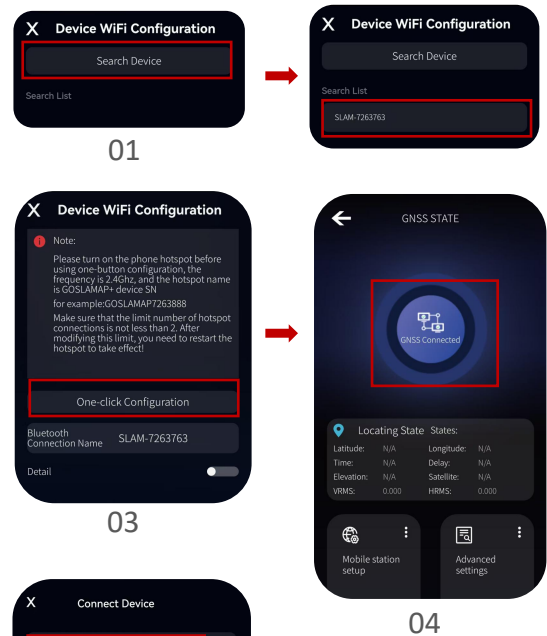 X Device WiFi Configuration
Search Device
Search List
01
X Device WiFi Configuration
Search Device
Search List
SLAM-7263763
X Device WiFi Configuration
Note:
Please turn on the phone hotspot before
using one-button configuration, the
frequency is 2.4Ghz, and the hotspot name
is GOSLAMAP+ device SN
for example:GOSLAMAP7263888
Make sure that the limit number of hotspot
connections is not less than 2. After
modifying this limit, you need to restart the
hotspot to take effect!
One-click Configuration
Bluetooth
Connection Name SLAM-7263763
Detail
03
GNSS STATE
GNSS Connected
Locating State States:
Latitude: N/A Longitude: N/A
Time: N/A Delay: N/A
Elevation: N/A Satellite: N/A
VRMS: 0.000 HRMS: 0.000
Mobile station
setup
Advanced
settings
04
X Connect Device